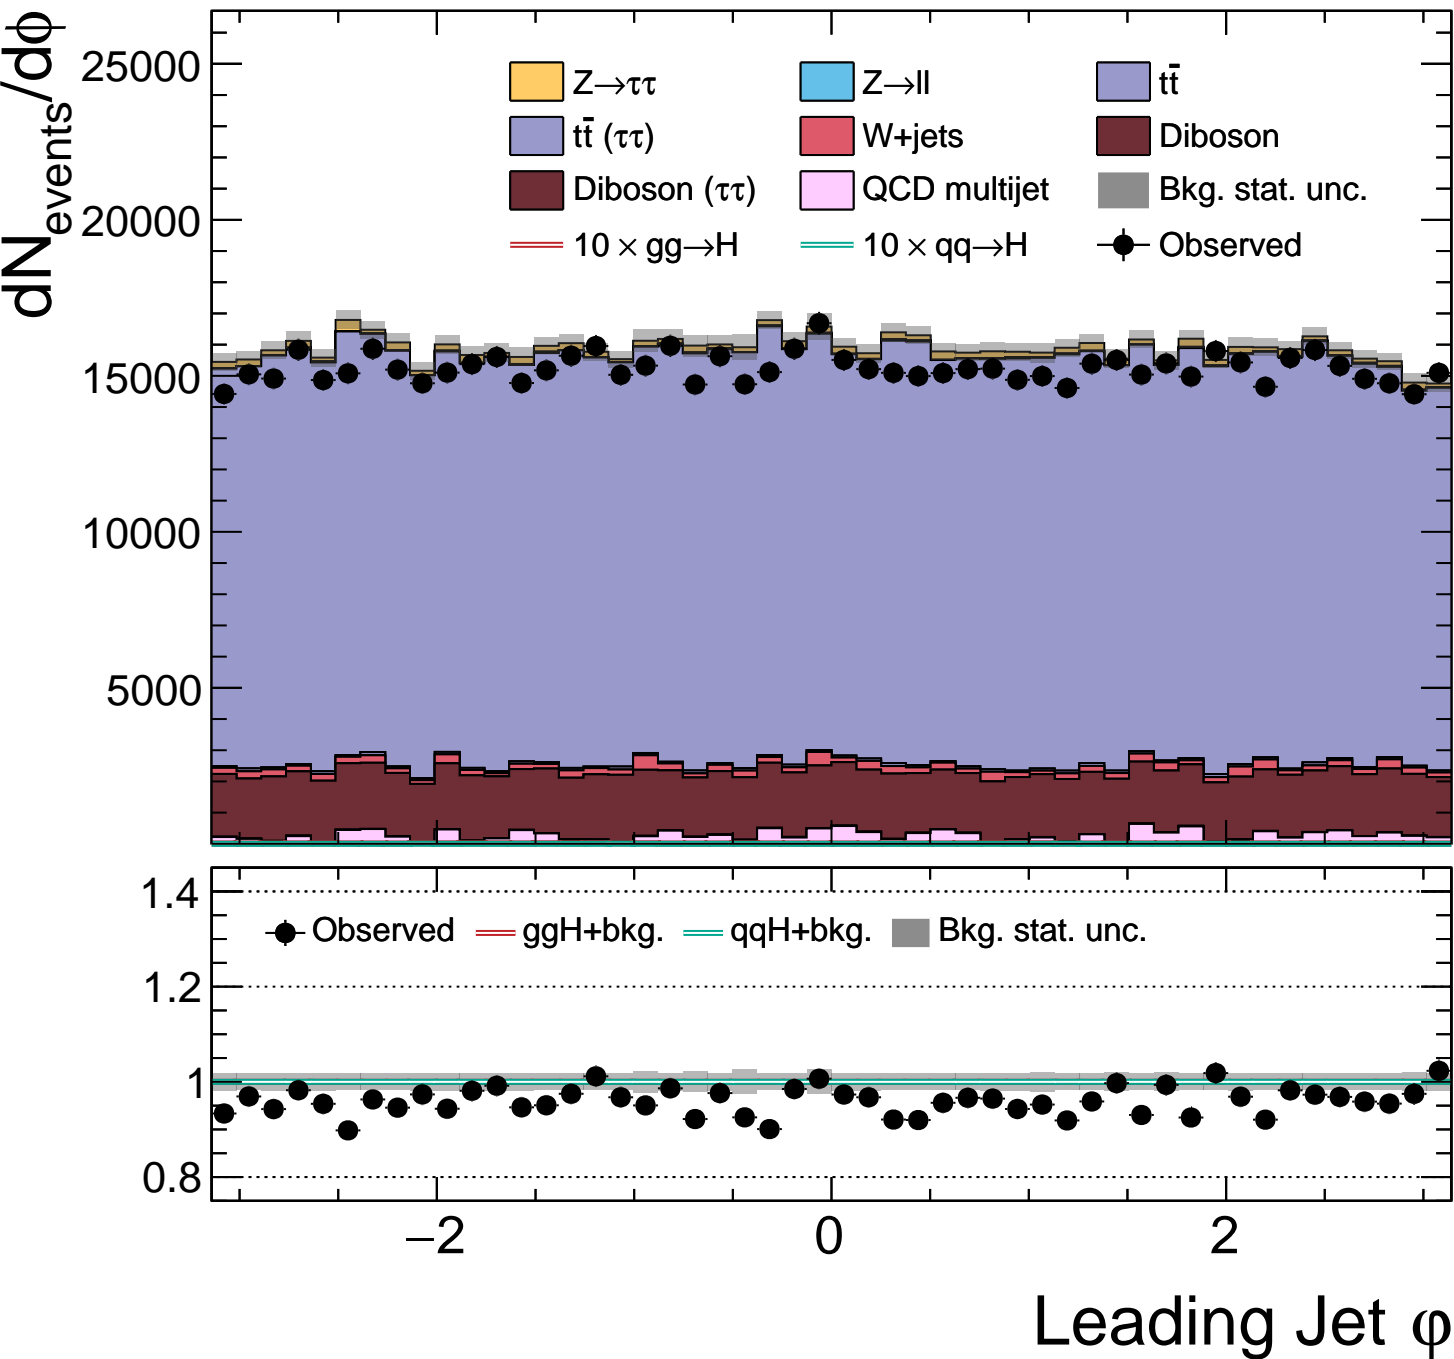 dNevents/dϕ
25000
20000
15000
10000
5000
Z→ττ Z→ll tt̄
tt̄ (ττ) W+jets Diboson
Diboson (ττ) QCD multijet Bkg. stat. unc.
10 × gg→H 10 × qq→H Observed
1.4
1.2
1
0.8
Observed ggH+bkg. qqH+bkg. Bkg. stat. unc.
−2 0 2
Leading Jet φ